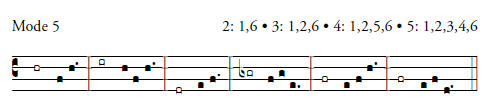 Mode 5 2: 1,6 • 3: 1,2,6 • 4: 1,2,5,6 • 5: 1,2,3,4,6